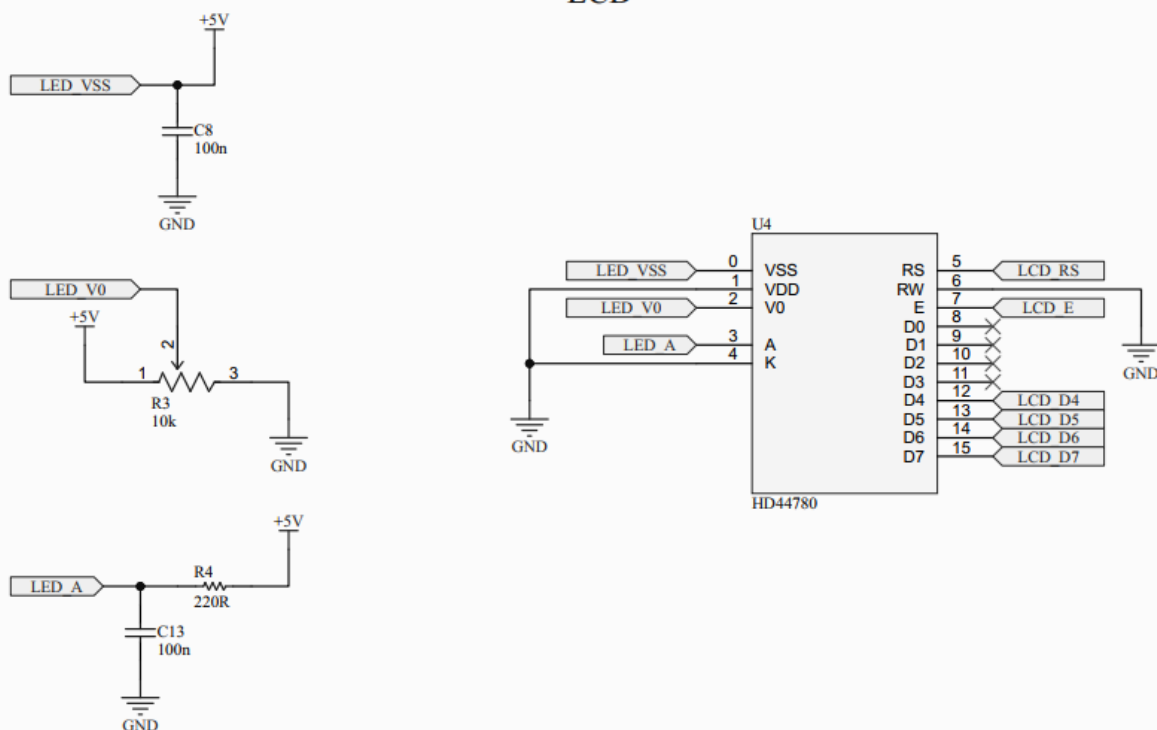 LCD
+5V
LED_VSS
C8
100n
GND
LED_V0
+5V
2
1
3
R3
10k
GND
+5V
LED_A
R4
220R
C13
100n
GND
U4
LED_VSS 0 VSS RS 5 LCD_RS
1 VDD RW 6
LED_V0 2 V0 E 7 LCD_E
D0 8
LED_A 3 A D1 9
4 K D2 10
D3 11
D4 12 LCD_D4
D5 13 LCD_D5
D6 14 LCD_D6
D7 15 LCD_D7
GND
GND
HD44780